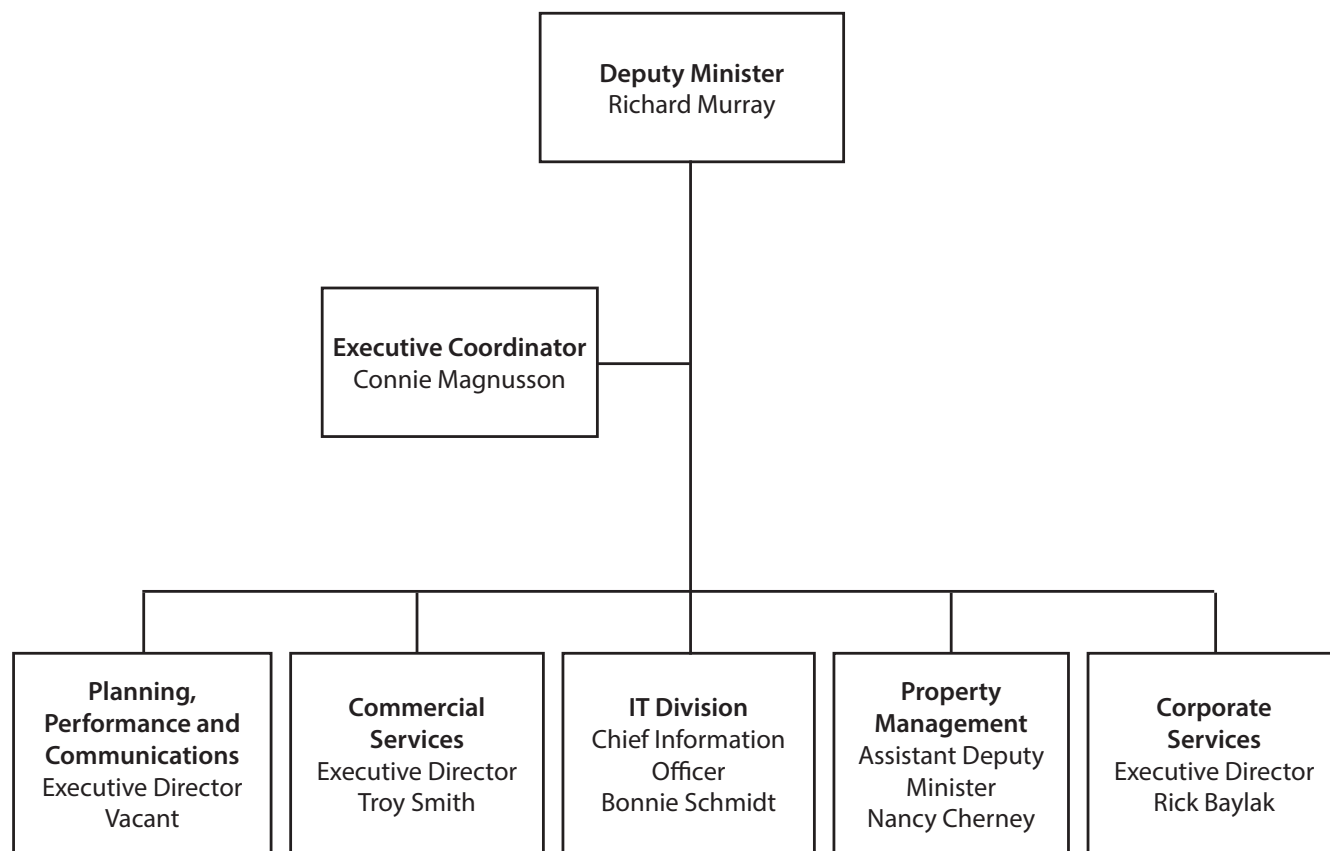 Deputy Minister
Richard Murray
Executive Coordinator
Connie Magnusson
Planning,
Performance and
Communications
Executive Director
Vacant
Commercial
Services
Executive Director
Troy Smith
IT Division
Chief Information
Officer
Bonnie Schmidt
Property
Management
Assistant Deputy
Minister
Nancy Cherney
Corporate
Services
Executive Director
Rick Baylak